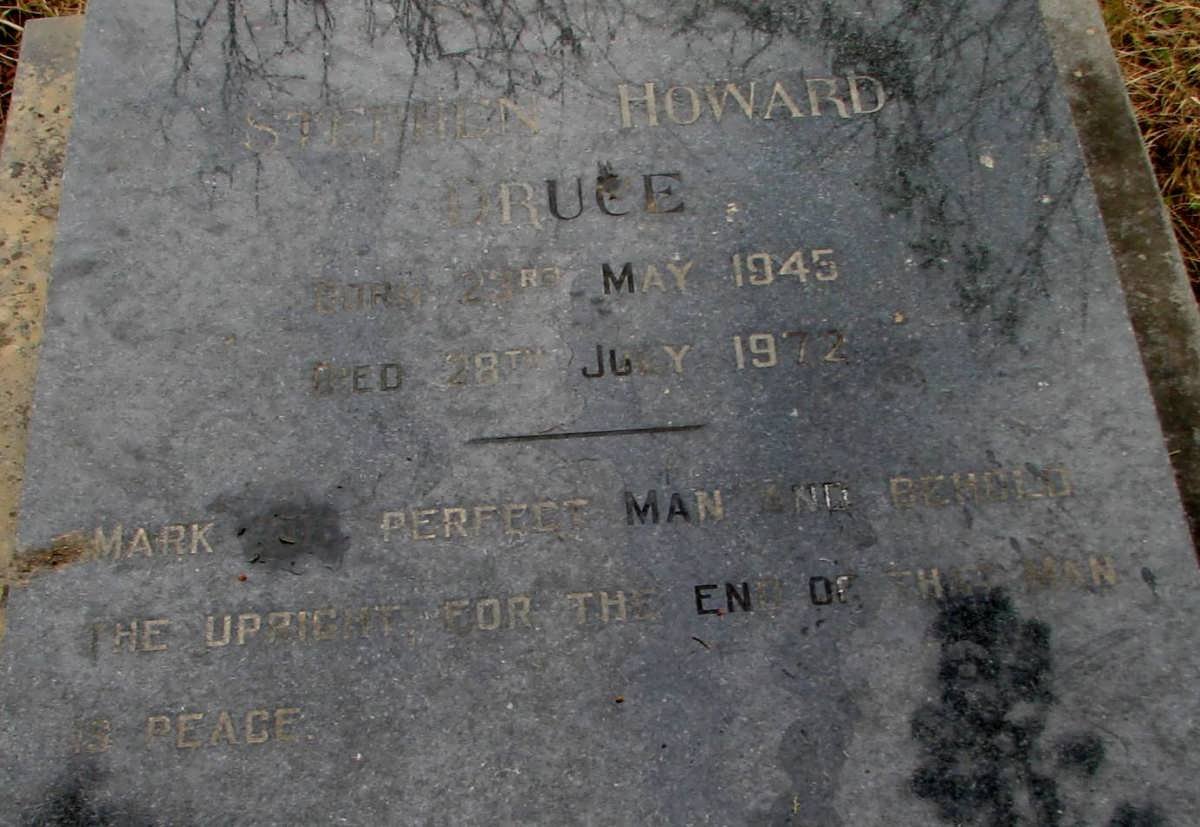 STEPHEN HOWARD
DRUCE
BORN 23RD MAY 1945
DIED 28TH JULY 1972
MARK THE PERFECT MAN AND BEHOLD
THE UPRIGHT, FOR THE END OF THAT MAN
IS PEACE.